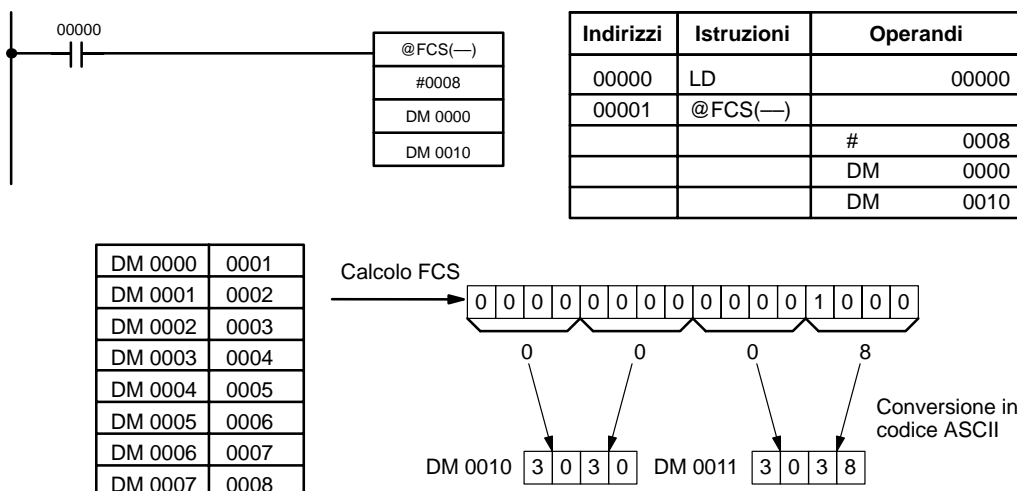 00000
@FCS(—)
#0008
DM 0000
DM 0010
Indirizzi Istruzioni Operandi
00000 LD 00000
00001 @FCS(––)
# 0008
DM 0000
DM 0010
DM 0000 0001
DM 0001 0002
DM 0002 0003
DM 0003 0004
DM 0004 0005
DM 0005 0006
DM 0006 0007
DM 0007 0008
Calcolo FCS
0 0 0 0 0 0 0 0 0 0 0 0 1 0 0 0
0 0 0 8
Conversione in
codice ASCII
DM 0010 3 0 3 0 DM 0011 3 0 3 8